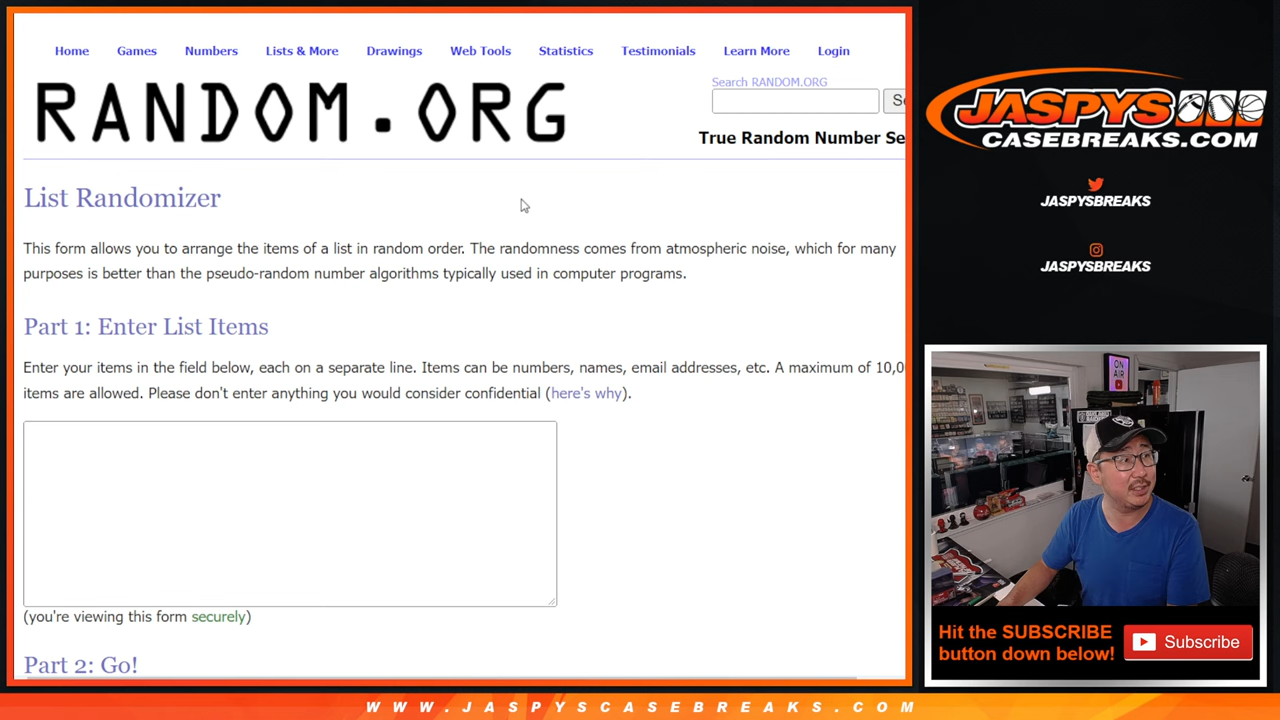 Home Games Numbers Lists & More Drawings Web Tools Statistics Testimonials Learn More Login
RANDOM.ORG
Search RANDOM.ORG
True Random Number Se
List Randomizer
This form allows you to arrange the items of a list in random order. The randomness comes from atmospheric noise, which for many
purposes is better than the pseudo-random number algorithms typically used in computer programs.
Part 1: Enter List Items
Enter your items in the field below, each on a separate line. Items can be numbers, names, email addresses, etc. A maximum of 10,0
items are allowed. Please don't enter anything you would consider confidential (here's why).
(you're viewing this form securely)
Part 2: Go!
JASPYS
CASEBREAKS.COM
JASPYSBREAKS
JASPYSBREAKS
ON
AIR
Hit the SUBSCRIBE
button down below!
Subscribe
WWW.JASPYSCASEBREAKS.COM